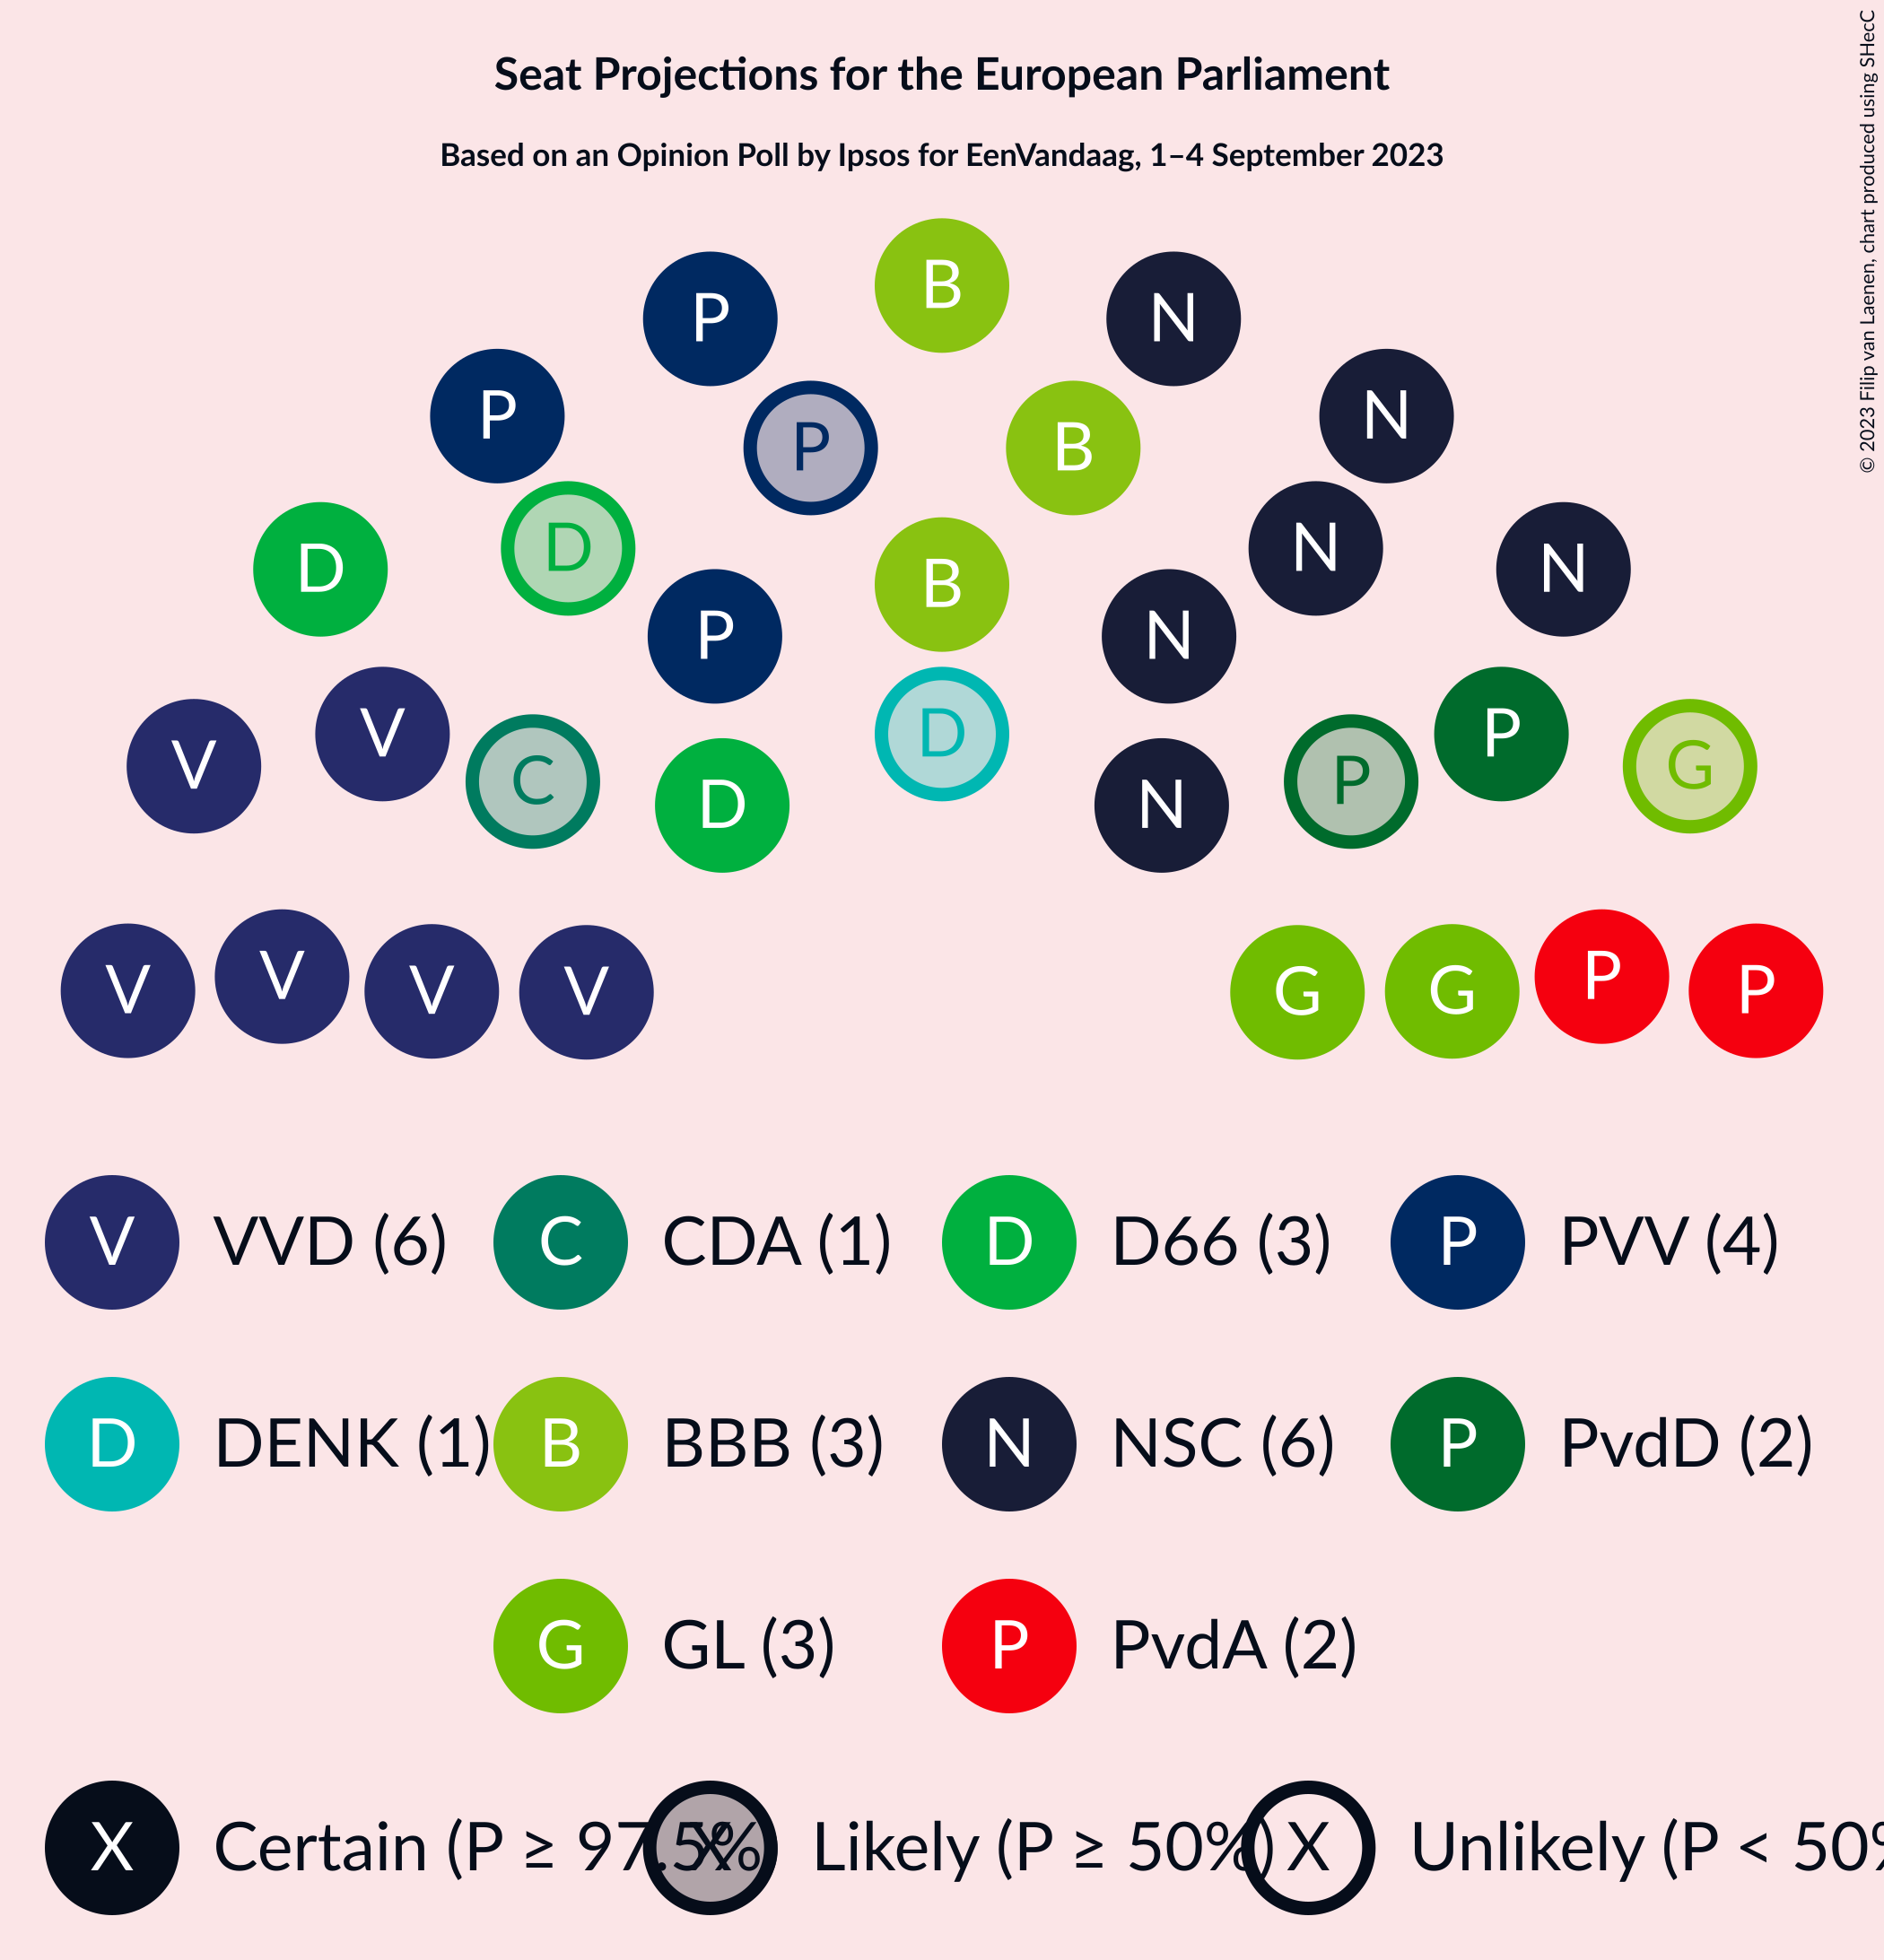 Seat Projections for the European Parliament
Based on an Opinion Poll by Ipsos for EenVandaag, 1–4 September 2023
© 2023 Filip van Laenen, chart produced using SHecC
B
P N
P N
P B
D D N N
B
P N
V V D P G
C D N P
V V V V G G P P
V VVD (6) C CDA (1) D D66 (3) P PVV (4)
D DENK (1) B BBB (3) N NSC (6) P PvdD (2)
G GL (3) P PvdA (2)
X Certain (P ≥ 97.5% X Likely (P ≥ 50%) X Unlikely (P < 50%